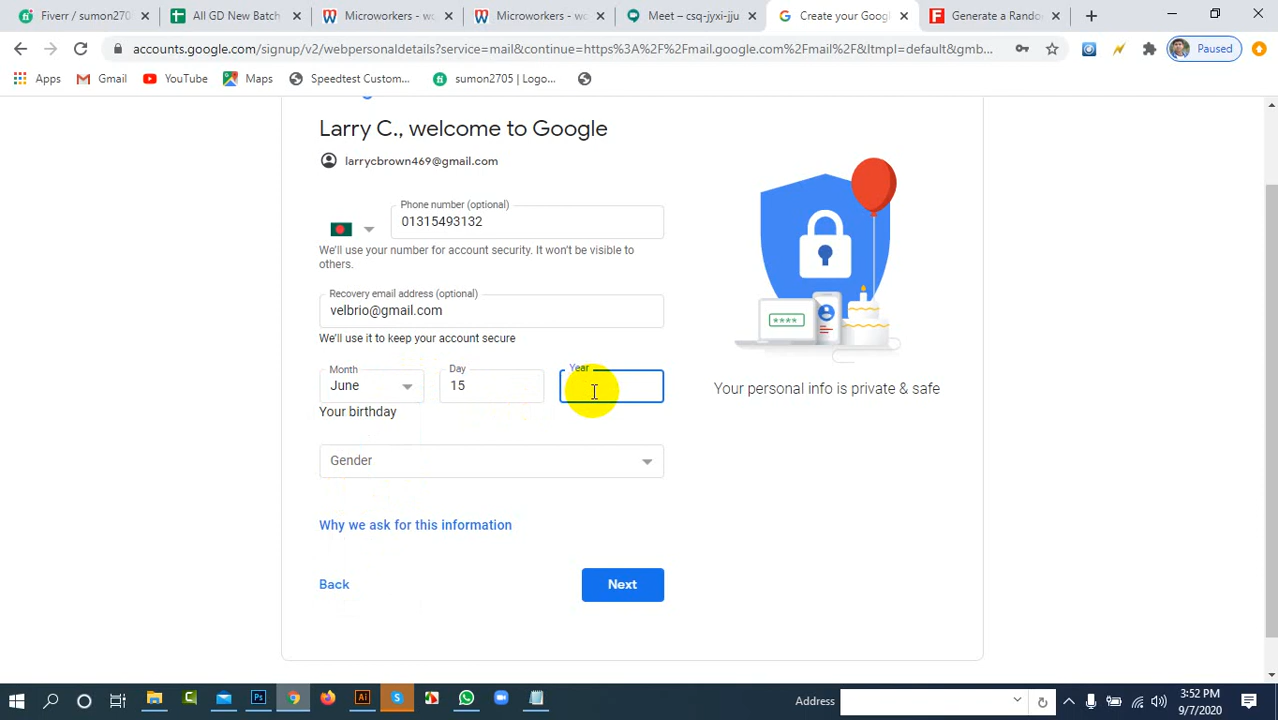 Fiverr / sumon270
All GD New Batch
Microworkers - wo
Microworkers - wo
Meet – csq-jyxi-jju
Create your Googl
Generate a Rando
accounts.google.com/signup/v2/webpersonaldetails?service=mail&continue=https%3A%2F%2Fmail.google.com%2Fmail%2F&ltmpl=default&gmb...
Paused
Apps
Gmail
YouTube
Maps
Speedtest Custom...
sumon2705 | Logo...
Larry C., welcome to Google
larrycbrown469@gmail.com
Phone number (optional)
01315493132
We'll use your number for account security. It won't be visible to
others.
Recovery email address (optional)
velbrio@gmail.com
We'll use it to keep your account secure
Month
Day
Year
June
15
Your birthday
Your personal info is private & safe
Gender
Why we ask for this information
Back
Next
Address
3:52 PM
9/7/2020